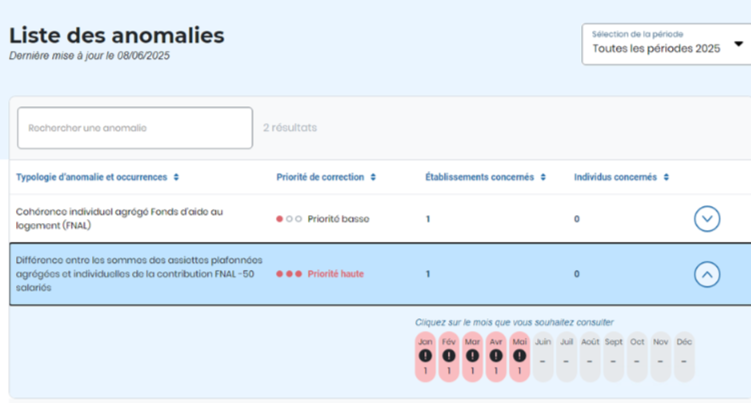 Liste des anomalies
Dernière mise à jour le 08/06/2025
Sélection de la période
Toutes les périodes 2025
Rechercher une anomalie
2 résultats
Typologie d'anomalie et occurrences Priorité de correction Établissements concernés Individus concernés
Cohérence individuel agrégé Fonds d'aide au
logement (FNAL)
Priorité basse 1 0
Différence entre les sommes des assiettes plafonnées
agrégées et individuelles de la contribution FNAL -50
salariés
Priorité haute 1 0
Cliquez sur le mois que vous souhaitez consulter
Jan Fév Mar Avr Mai Juin Juil Août Sept Oct Nov Déc
! ! ! ! ! - - - - - - -
1 1 1 1 1